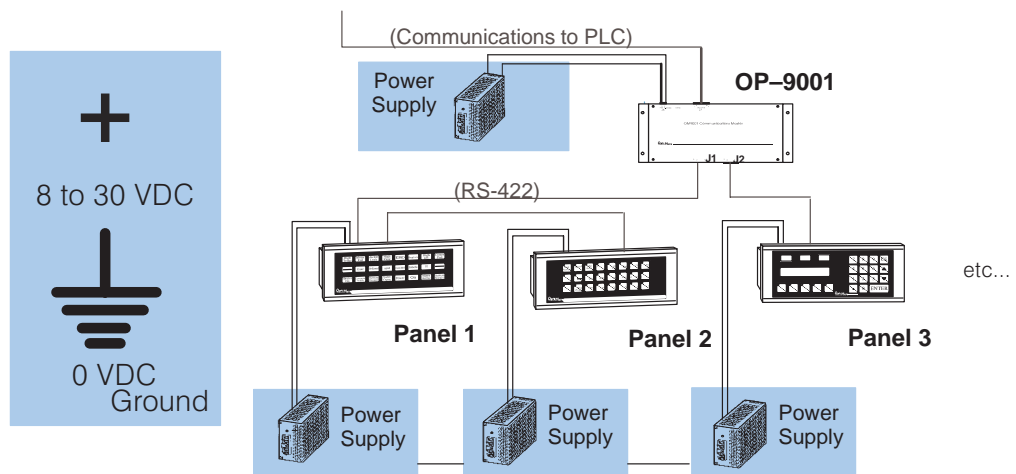 +
8 to 30 VDC
0 VDC
Ground
(Communications to PLC)
Power
Supply
OP–9001
J1 J2
(RS-422)
Panel 1
Panel 2
Panel 3
ENTER
etc...
Power
Supply
Power
Supply
Power
Supply